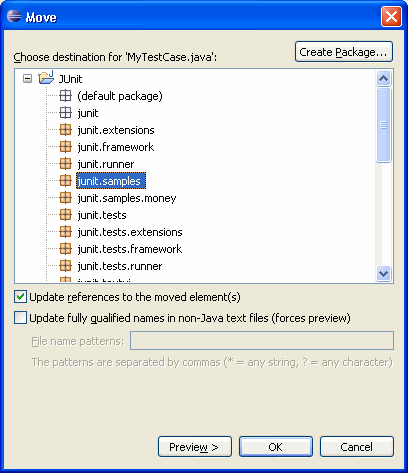 Move
Create Package...
Choose destination for 'MyTestCase.java':
JUnit
(default package)
junit
junit.extensions
junit.framework
junit.runner
junit.samples
junit.samples.money
junit.tests
junit.tests.extensions
junit.tests.framework
junit.tests.runner
Update references to the moved element(s)
Update fully qualified names in non-Java text files (forces preview)
File name patterns:
The patterns are separated by commas (* = any string, ? = any character)
Preview > OK Cancel